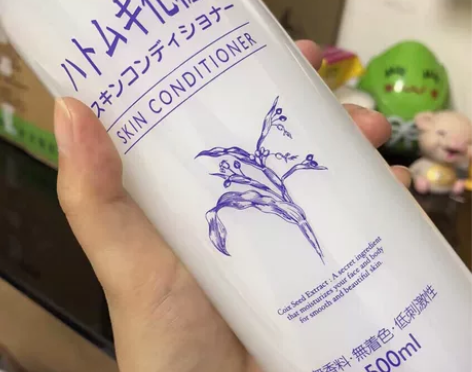 ハトムギ化
スキンコンディショナー
SKIN CONDITIONER
Coix Seed Extract : A secret ingredient
that moisturizes your face and body
for smooth and beautiful skin.
香料・無着色・低刺激性
500ml